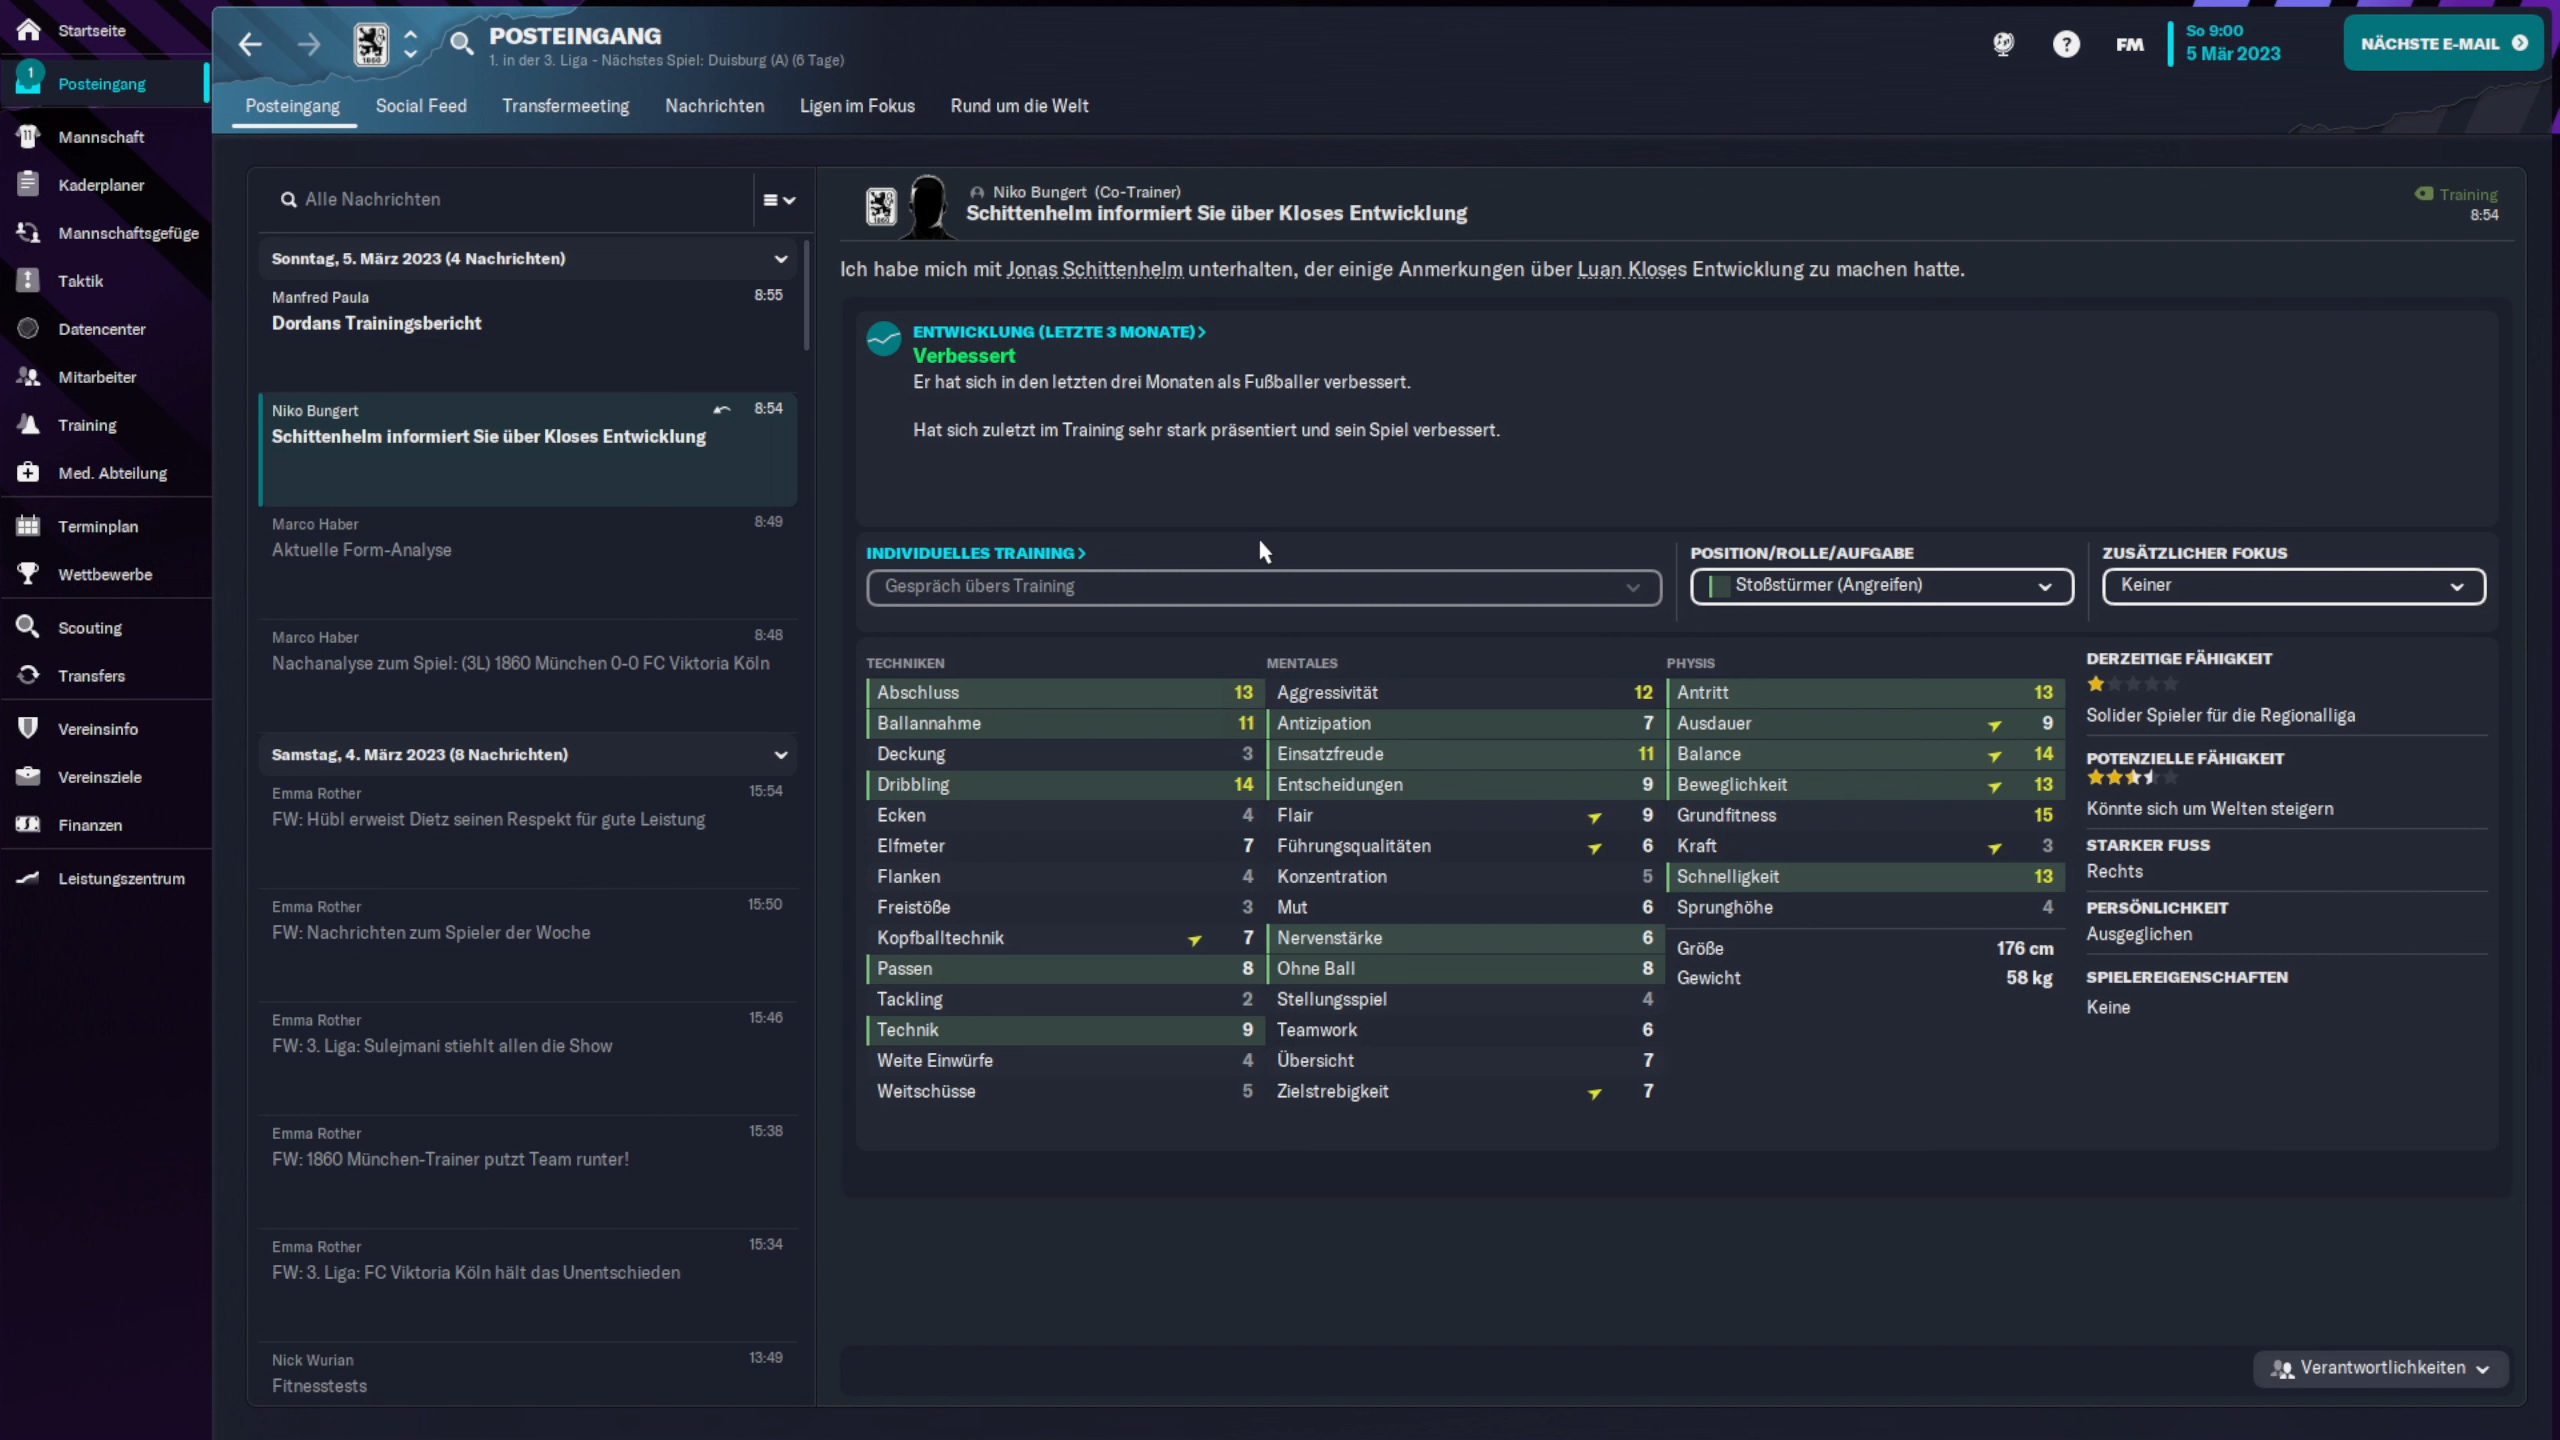 Startseite
1
Posteingang
Mannschaft
Kaderplaner
Mannschaftsgefüge
Taktik
Datencenter
Mitarbeiter
Training
Med. Abteilung
Terminplan
Wettbewerbe
Scouting
Transfers
Vereinsinfo
Vereinsziele
Finanzen
Leistungszentrum
POSTEINGANG
1. in der 3. Liga - Nächstes Spiel: Duisburg (A) (6 Tage)
FM
So 9:00
5 Mär 2023
NÄCHSTE E-MAIL
Posteingang Social Feed Transfermeeting Nachrichten Ligen im Fokus Rund um die Welt
Alle Nachrichten
Sonntag, 5. März 2023 (4 Nachrichten)
Manfred Paula 8:55
Dordans Trainingsbericht
Niko Bungert 8:54
Schittenhelm informiert Sie über Kloses Entwicklung
Marco Haber 8:49
Aktuelle Form-Analyse
Marco Haber 8:48
Nachanalyse zum Spiel: (3L) 1860 München 0-0 FC Viktoria Köln
Samstag, 4. März 2023 (8 Nachrichten)
Emma Rother 15:54
FW: Hübl erweist Dietz seinen Respekt für gute Leistung
Emma Rother 15:50
FW: Nachrichten zum Spieler der Woche
Emma Rother 15:46
FW: 3. Liga: Sulejmani stiehlt allen die Show
Emma Rother 15:38
FW: 1860 München-Trainer putzt Team runter!
Emma Rother 15:34
FW: 3. Liga: FC Viktoria Köln hält das Unentschieden
Nick Wurian 13:49
Fitnesstests
Niko Bungert (Co-Trainer)
Schittenhelm informiert Sie über Kloses Entwicklung
Training
8:54
Ich habe mich mit Jonas Schittenhelm unterhalten, der einige Anmerkungen über Luan Kloses Entwicklung zu machen hatte.
ENTWICKLUNG (LETZTE 3 MONATE)
Verbessert
Er hat sich in den letzten drei Monaten als Fußballer verbessert.
Hat sich zuletzt im Training sehr stark präsentiert und sein Spiel verbessert.
INDIVIDUELLES TRAINING
Gespräch übers Training
POSITION/ROLLE/AUFGABE
Stoßstürmer (Angreifen)
ZUSÄTZLICHER FOKUS
Keiner
TECHNIKEN
Abschluss 13
Ballannahme 11
Deckung 3
Dribbling 14
Ecken 4
Elfmeter 7
Flanken 4
Freistöße 3
Kopfballtechnik 7
Passen 8
Tackling 2
Technik 9
Weite Einwürfe 4
Weitschüsse 5
MENTALES
Aggressivität 12
Antizipation 7
Einsatzfreude 11
Entscheidungen 9
Flair 9
Führungsqualitäten 6
Konzentration 5
Mut 6
Nervenstärke 6
Ohne Ball 8
Stellungsspiel 4
Teamwork 6
Übersicht 7
Zielstrebigkeit 7
PHYSIS
Antritt 13
Ausdauer 9
Balance 14
Beweglichkeit 13
Grundfitness 15
Kraft 3
Schnelligkeit 13
Sprunghöhe 4
Größe 176 cm
Gewicht 58 kg
DERZEITIGE FÄHIGKEIT
Solider Spieler für die Regionalliga
POTENZIELLE FÄHIGKEIT
Könnte sich um Welten steigern
STARKER FUSS
Rechts
PERSÖNLICHKEIT
Ausgeglichen
SPIELEREIGENSCHAFTEN
Keine
Verantwortlichkeiten